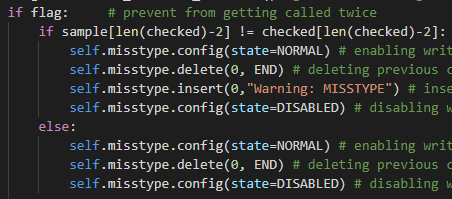 if flag:     # prevent from getting called twice
    if sample[len(checked)-2] != checked[len(checked)-2]:
        self.misstype.config(state=NORMAL) # enabling
        self.misstype.delete(0, END) # deleting previous
        self.misstype.insert(0,"Warning: MISSTYPE") #
        self.misstype.config(state=DISABLED) # disabling
    else:
        self.misstype.config(state=NORMAL) # enabling
        self.misstype.delete(0, END) # deleting previous
        self.misstype.config(state=DISABLED) # disabling